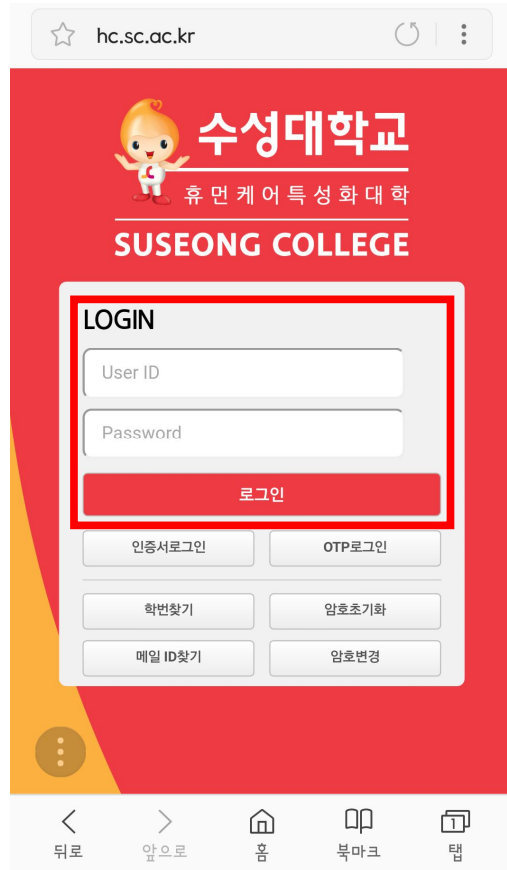 hc.sc.ac.kr
수성대학교
휴먼케어특성화대학
SUSEONG COLLEGE
LOGIN
User ID
Password
로그인
인증서로그인 OTP로그인
학번찾기 암호초기화
메일 ID찾기 암호변경
1
뒤로 앞으로 홈 북마크 탭